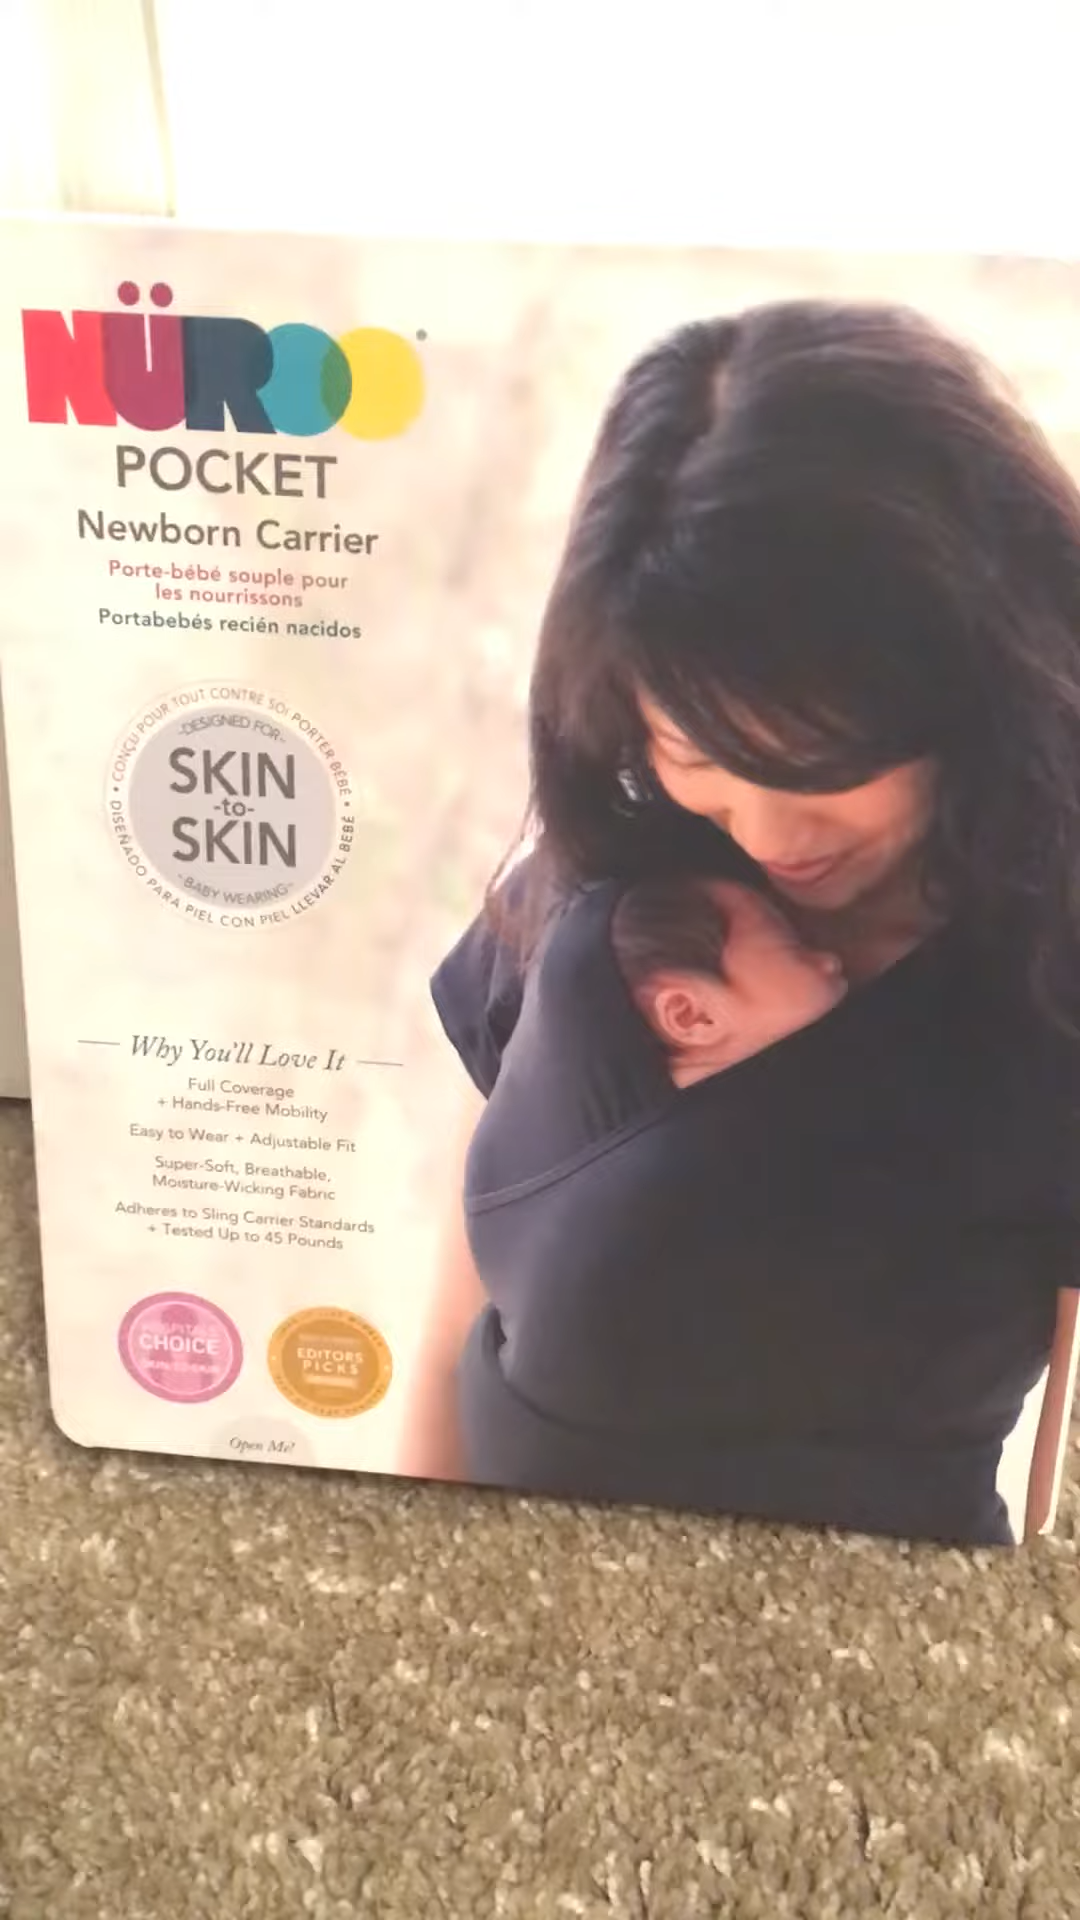 NÜROO
POCKET
Newborn Carrier
Porte-bébé souple pour
les nourrissons
Portabebés recién nacidos
• CONÇU POUR TOUT CONTRE SOI PORTER BÉBÉ •
-DESIGNED FOR-
SKIN
-to-
SKIN
-BABY WEARING-
DISEÑADO PARA PIEL CON PIEL LLEVAR AL BEBÉ
Why You'll Love It
Full Coverage
+ Hands-Free Mobility
Easy to Wear + Adjustable Fit
Super-Soft, Breathable,
Moisture-Wicking Fabric
Adheres to Sling Carrier Standards
+ Tested Up to 45 Pounds
CHOICE
EDITORS
PICKS
Open Me!